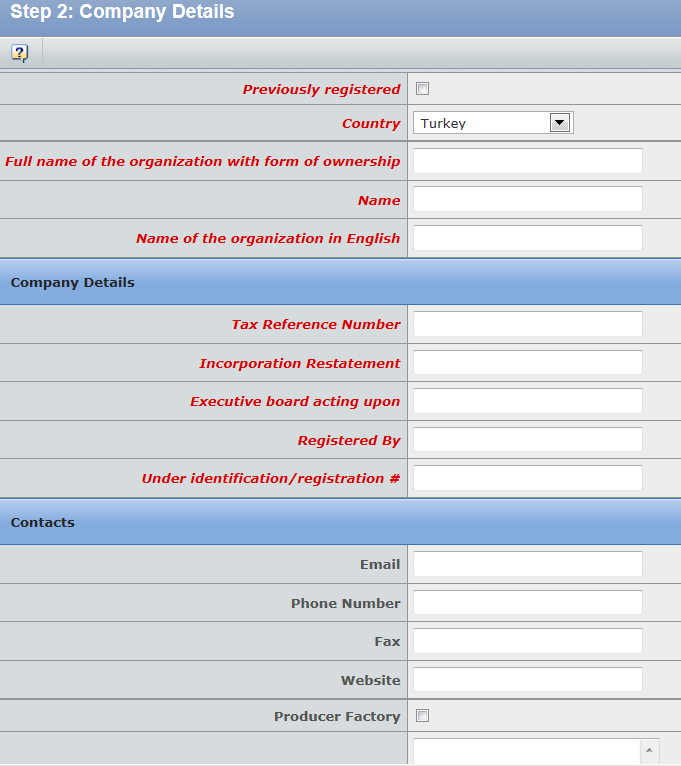 Step 2: Company Details
?
Previously registered
Country Turkey
Full name of the organization with form of ownership
Name
Name of the organization in English
Company Details
Tax Reference Number
Incorporation Restatement
Executive board acting upon
Registered By
Under identification/registration #
Contacts
Email
Phone Number
Fax
Website
Producer Factory